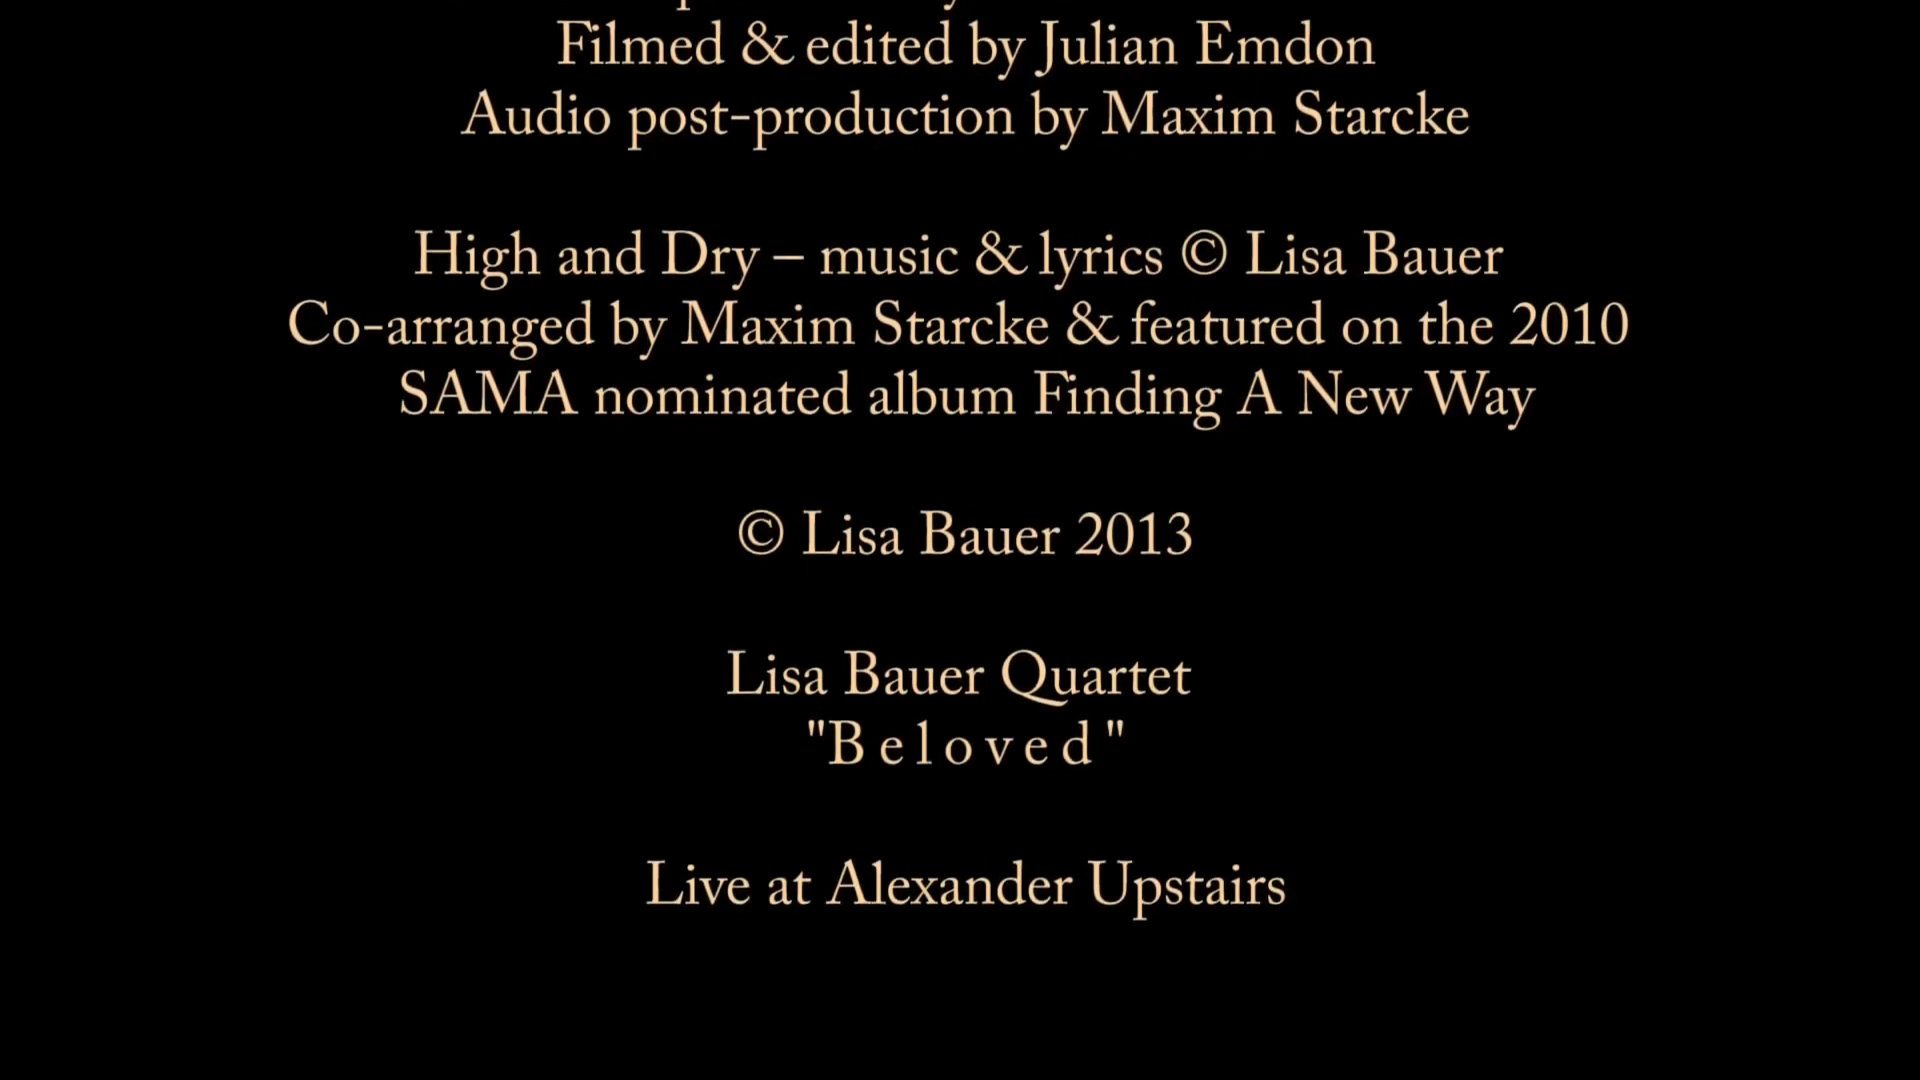 Filmed & edited by Julian Emdon
Audio post-production by Maxim Starcke
High and Dry – music & lyrics © Lisa Bauer
Co-arranged by Maxim Starcke & featured on the 2010
SAMA nominated album Finding A New Way
© Lisa Bauer 2013
Lisa Bauer Quartet
"B e l o v e d "
Live at Alexander Upstairs